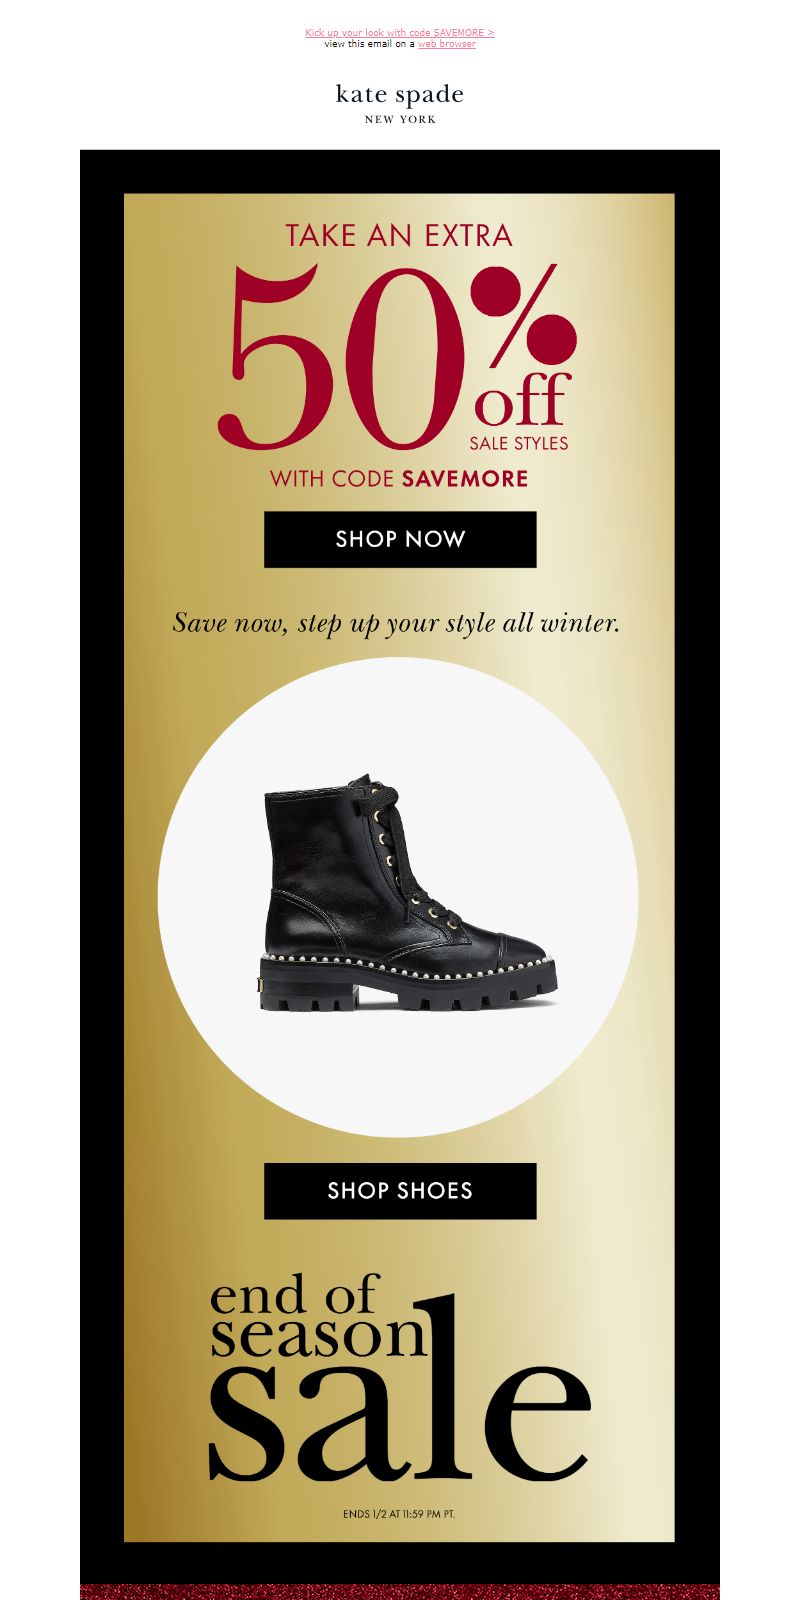 Kick up your look with code SAVEMORE >
view this email on a web browser
kate spade
NEW YORK
TAKE AN EXTRA
50%
off
SALE STYLES
WITH CODE SAVEMORE
SHOP NOW
Save now, step up your style all winter.
SHOP SHOES
end of
season
sale
ENDS 1/2 AT 11:59 PM PT.